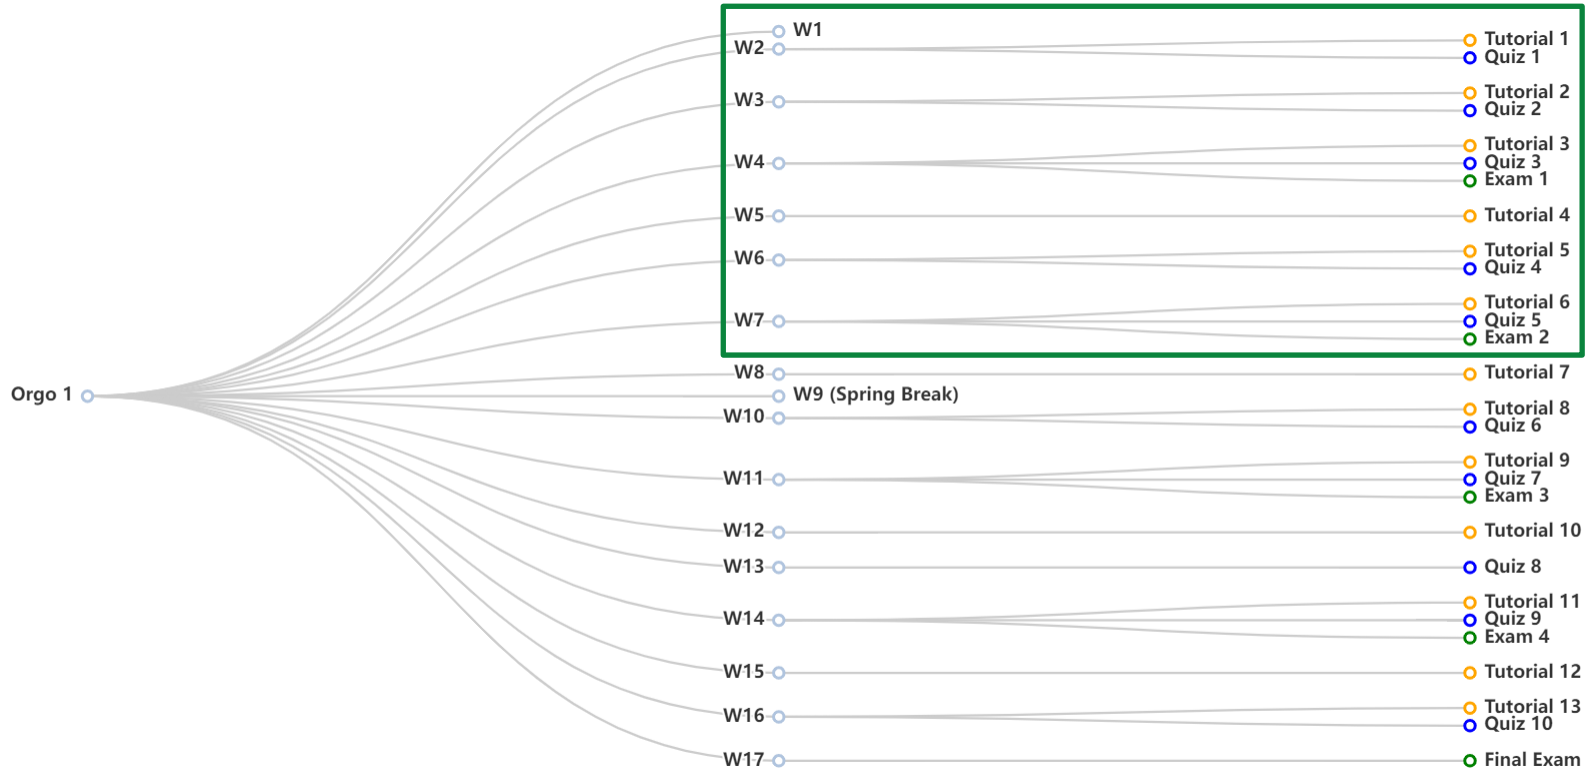 W1
W2
Tutorial 1
Quiz 1
W3
Tutorial 2
Quiz 2
W4
Tutorial 3
Quiz 3
Exam 1
W5
Tutorial 4
W6
Tutorial 5
Quiz 4
W7
Tutorial 6
Quiz 5
Exam 2
Orgo 1
W8
Tutorial 7
W9 (Spring Break)
W10
Tutorial 8
Quiz 6
W11
Tutorial 9
Quiz 7
Exam 3
W12
Tutorial 10
W13
Quiz 8
W14
Tutorial 11
Quiz 9
Exam 4
W15
Tutorial 12
W16
Tutorial 13
Quiz 10
W17
Final Exam